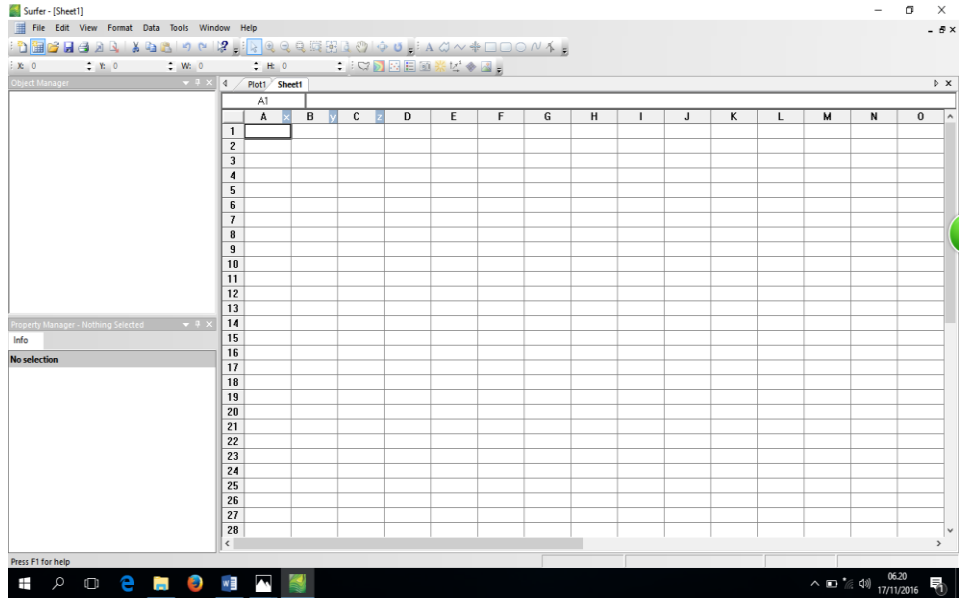 Surfer - [Sheet1]
File Edit View Format Data Tools Window Help
X: 0 Y: 0 W: 0 H: 0
Object Manager
Plot1 Sheet1
A1
A x B y C z D E F G H I J K L M N O
1
2
3
4
5
6
7
8
9
10
11
12
13
14
15
16
17
18
19
20
21
22
23
24
25
26
27
28
Property Manager - Nothing Selected
Info
No selection
Press F1 for help
06.20
17/11/2016